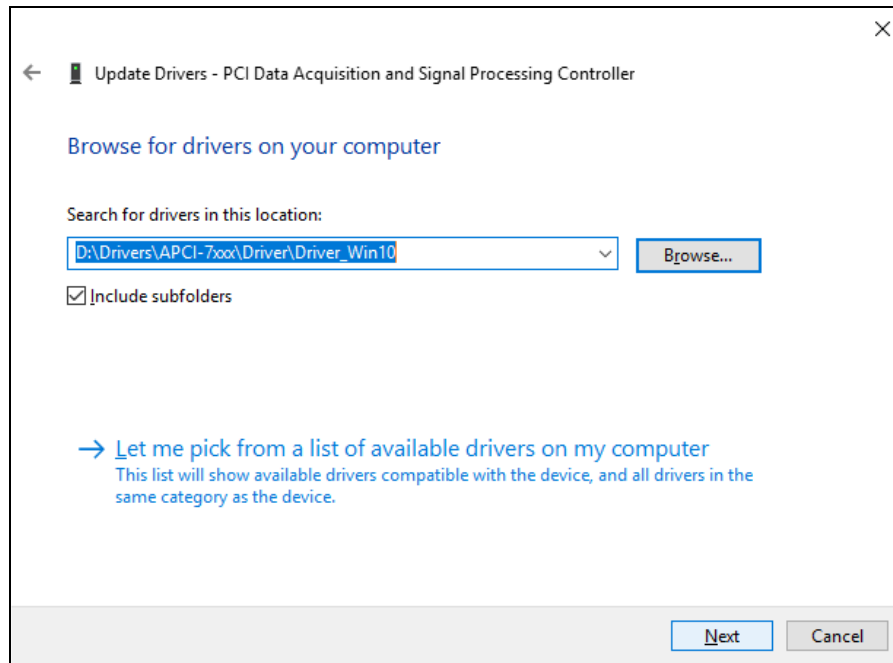 Update Drivers - PCI Data Acquisition and Signal Processing Controller
Browse for drivers on your computer
Search for drivers in this location:
D:\Drivers\APCI-7xxx\Driver\Driver_Win10
Browse...
Include subfolders
Let me pick from a list of available drivers on my computer
This list will show available drivers compatible with the device, and all drivers in the
same category as the device.
Next
Cancel